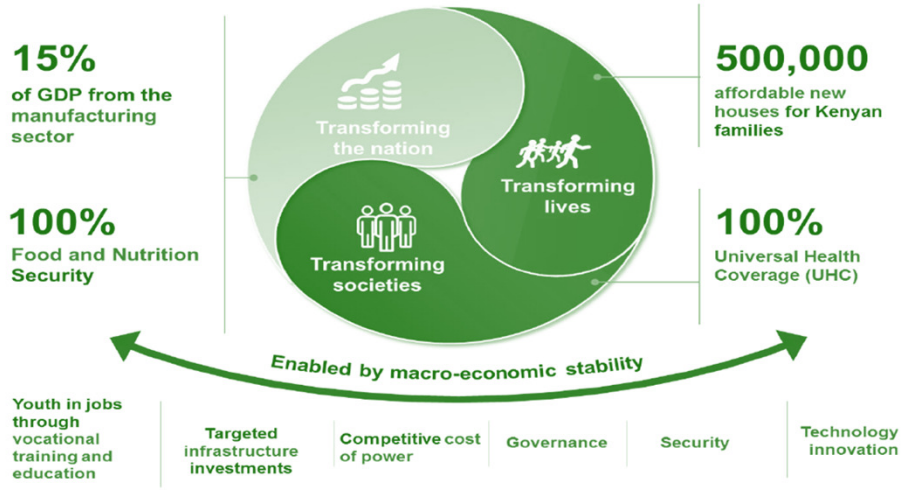 15%
of GDP from the
manufacturing
sector
100%
Food and Nutrition
Security
Transforming
the nation
Transforming
lives
Transforming
societies
500,000
affordable new
houses for Kenyan
families
100%
Universal Health
Coverage (UHC)
Enabled by macro-economic stability
Youth in jobs
through
vocational
training and
education
Targeted
infrastructure
investments
Competitive cost
of power
Governance
Security
Technology
innovation